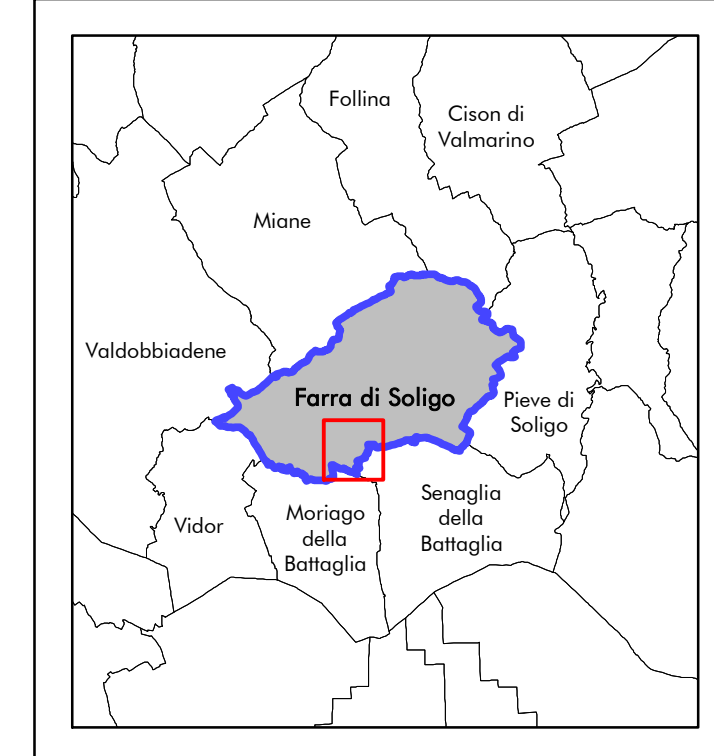 Follina
Cison di
Valmarino
Miane
Valdobbiadene
Farra di Soligo
Pieve di
Soligo
Vidor
Moriago
della
Battaglia
Senaglia
della
Battaglia